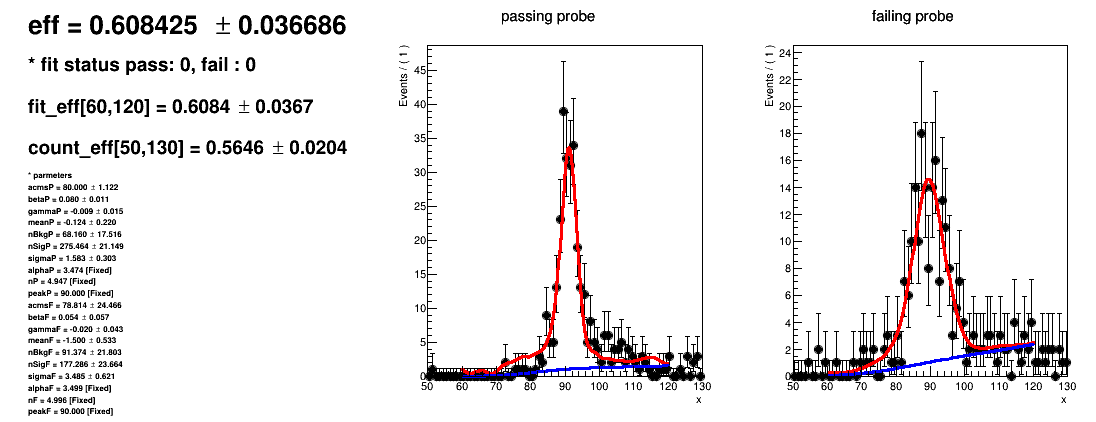 eff = 0.608425 ± 0.036686
* fit status pass: 0, fail : 0
fit_eff[60,120] = 0.6084 ± 0.0367
count_eff[50,130] = 0.5646 ± 0.0204
* parmeters
acmsP = 80.000 ± 1.122
betaP = 0.080 ± 0.011
gammaP = -0.009 ± 0.015
meanP = -0.124 ± 0.220
nBkgP = 68.160 ± 17.516
nSigP = 275.464 ± 21.149
sigmaP = 1.583 ± 0.303
alphaP = 3.474 [Fixed]
nP = 4.947 [Fixed]
peakP = 90.000 [Fixed]
acmsF = 78.814 ± 24.466
betaF = 0.054 ± 0.057
gammaF = -0.020 ± 0.043
meanF = -1.500 ± 0.533
nBkgF = 91.374 ± 21.803
nSigF = 177.286 ± 23.664
sigmaF = 3.485 ± 0.621
alphaF = 3.499 [Fixed]
nF = 4.996 [Fixed]
peakF = 90.000 [Fixed]
passing probe
Events / ( 1 )
45
40
35
30
25
20
15
10
5
0
50 60 70 80 90 100 110 120 130
x
failing probe
Events / ( 1 )
24
22
20
18
16
14
12
10
8
6
4
2
0
50 60 70 80 90 100 110 120 130
x